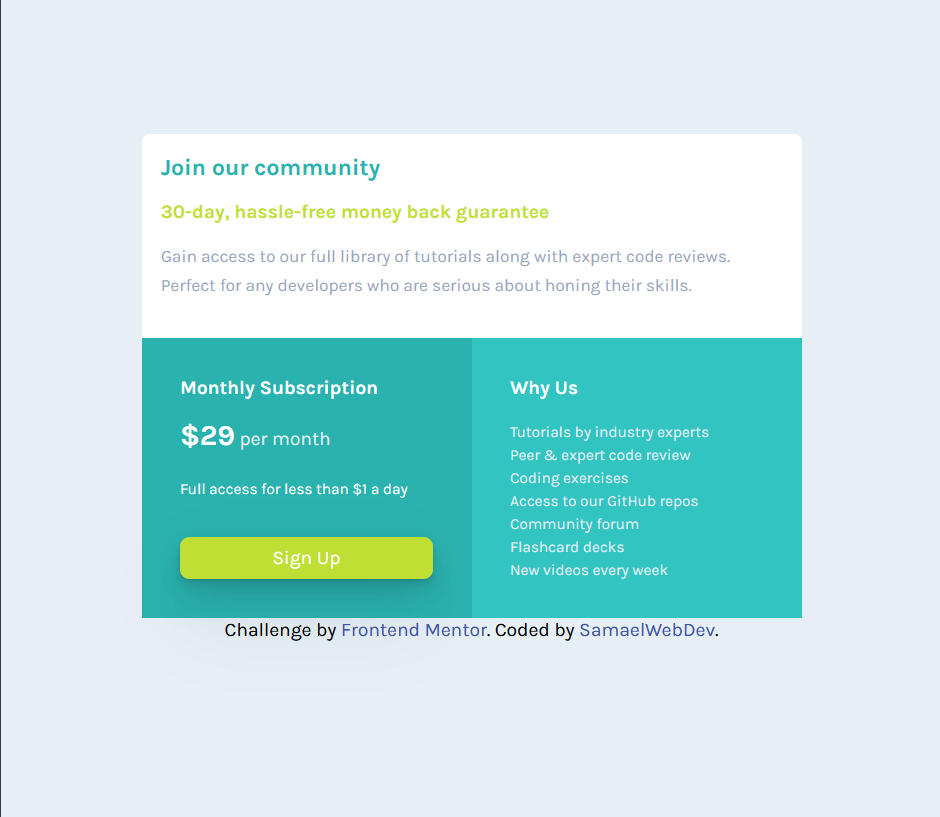 Join our community
30-day, hassle-free money back guarantee
Gain access to our full library of tutorials along with expert code reviews.
Perfect for any developers who are serious about honing their skills.
Monthly Subscription
$29 per month
Full access for less than $1 a day
Sign Up
Why Us
Tutorials by industry experts
Peer & expert code review
Coding exercises
Access to our GitHub repos
Community forum
Flashcard decks
New videos every week
Challenge by Frontend Mentor. Coded by SamaelWebDev.